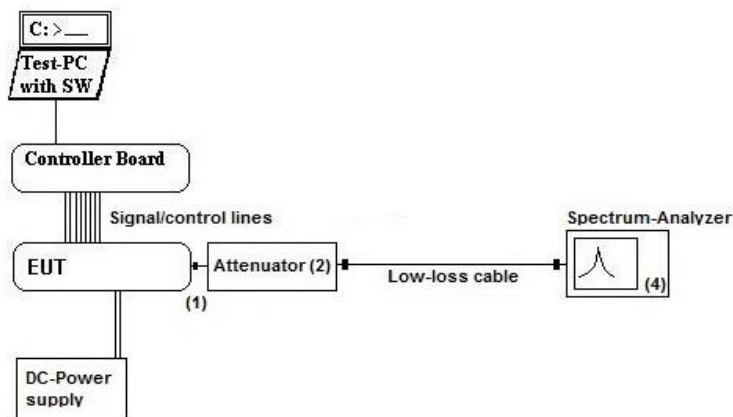 C:>__
Test-PC
with SW
Controller Board
Signal/control lines
Spectrum-Analyzer
EUT
Attenuator (2)
Low-loss cable
(4)
(1)
DC-Power
supply